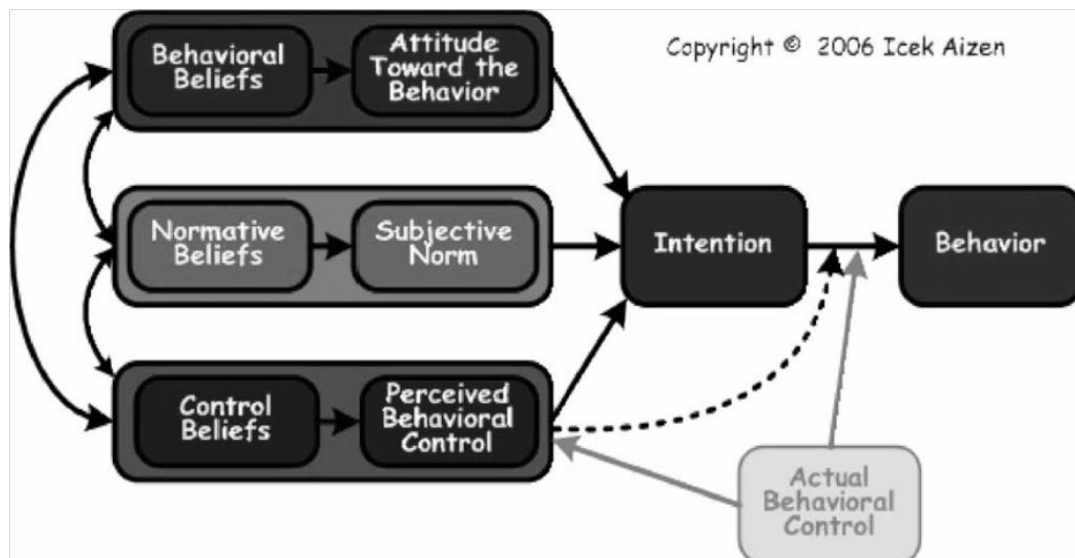 Behavioral
Beliefs
Attitude
Toward the
Behavior
Copyright © 2006 Icek Aizen
Normative
Beliefs
Subjective
Norm
Intention
Behavior
Control
Beliefs
Perceived
Behavioral
Control
Actual
Behavioral
Control